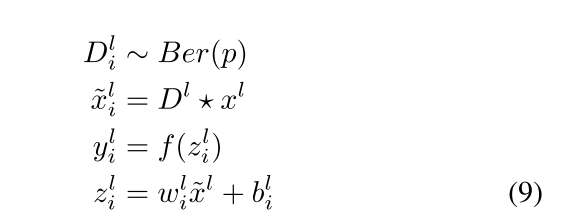 D_i^l ∼ Ber(p)
x̃_i^l = D^l ⋆ x^l
y_i^l = f(z_i^l)
z_i^l = w_i^l x̃^l + b_i^l (9)